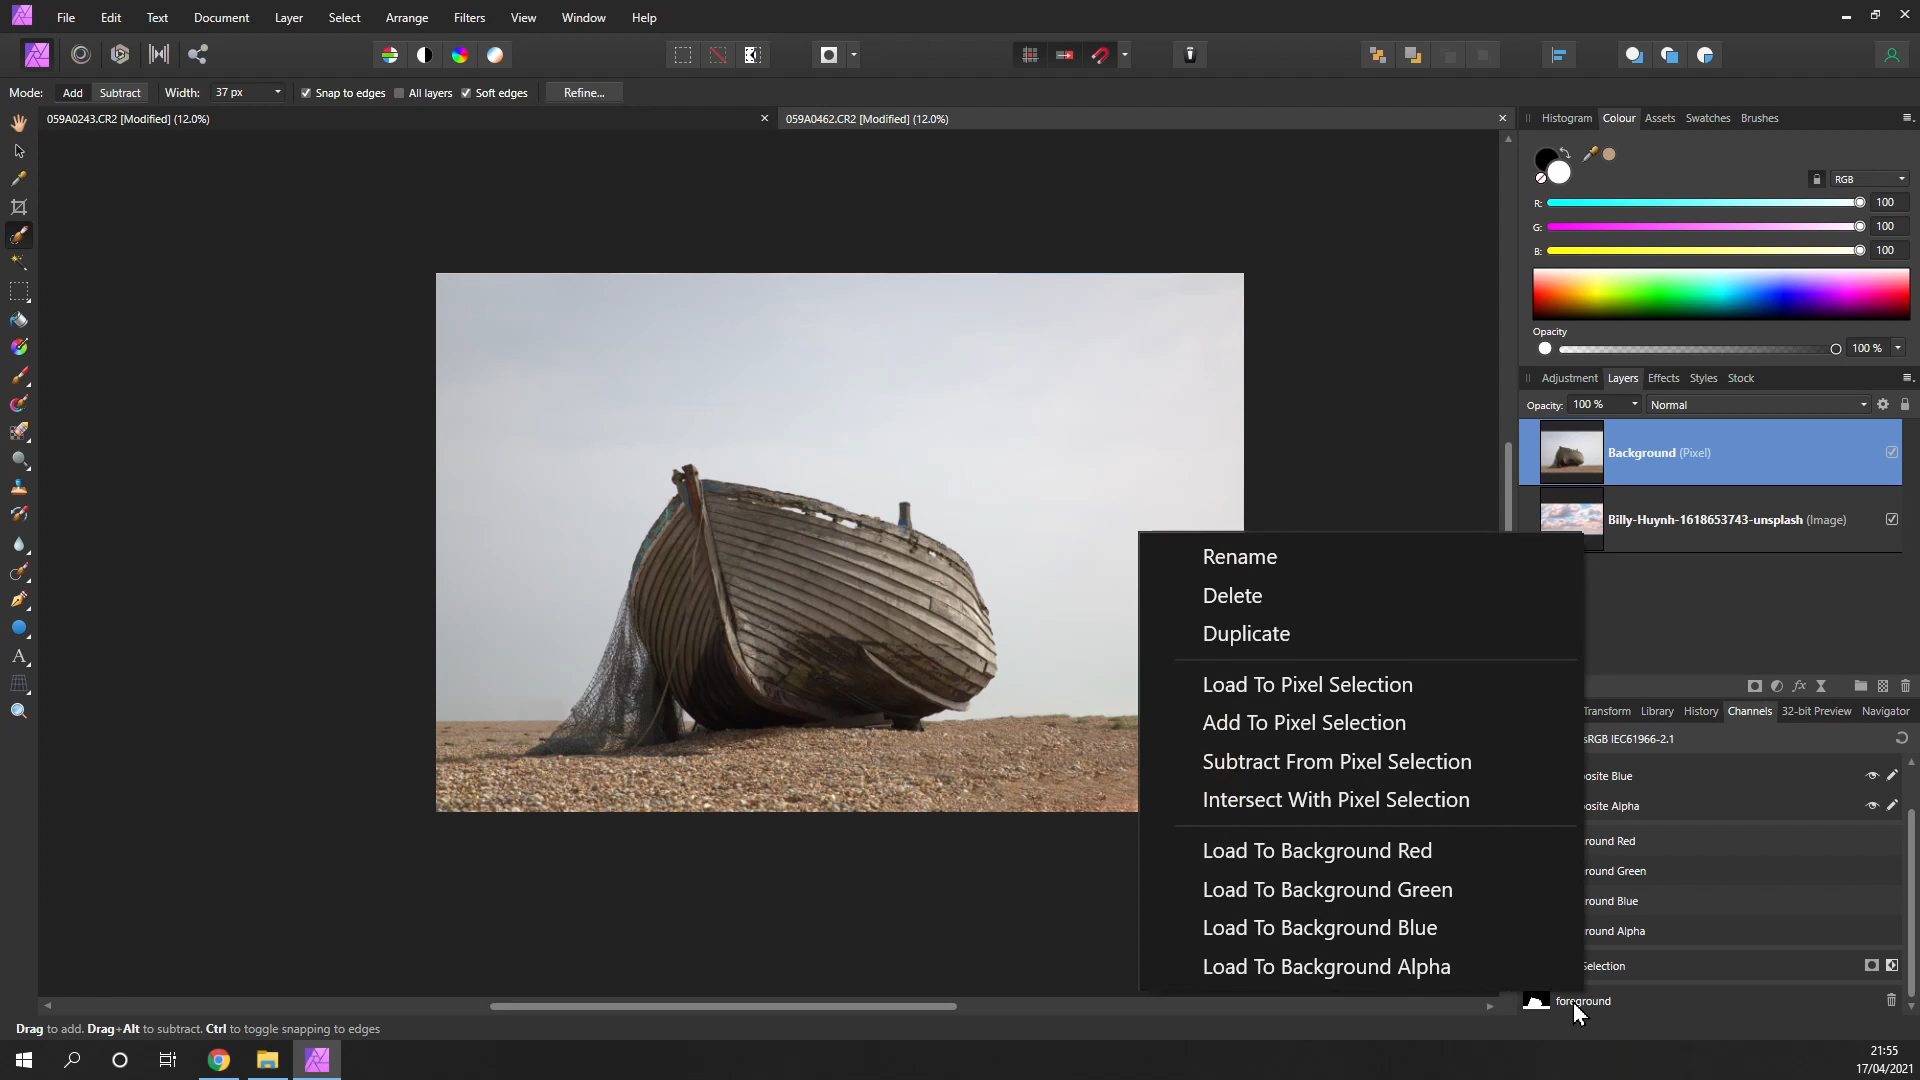 File Edit Text Document Layer Select Arrange Filters View Window Help
Mode: Add Subtract Width: 37 px Snap to edges All layers Soft edges Refine...
059A0243.CR2 [Modified] (12.0%)
059A0462.CR2 [Modified] (12.0%)
Histogram Colour Assets Swatches Brushes
RGB
R: 100
G: 100
B: 100
Opacity
100 %
Adjustment Layers Effects Styles Stock
Opacity: 100 % Normal
Background (Pixel)
Billy-Huynh-1618653743-unsplash (Image)
Rename
Delete
Duplicate
Load To Pixel Selection
Add To Pixel Selection
Subtract From Pixel Selection
Intersect With Pixel Selection
Load To Background Red
Load To Background Green
Load To Background Blue
Load To Background Alpha
Transform Library History Channels 32-bit Preview Navigator
sRGB IEC61966-2.1
osite Blue
osite Alpha
round Red
round Green
round Blue
round Alpha
Selection
foreground
Drag to add. Drag+Alt to subtract. Ctrl to toggle snapping to edges
21:55
17/04/2021